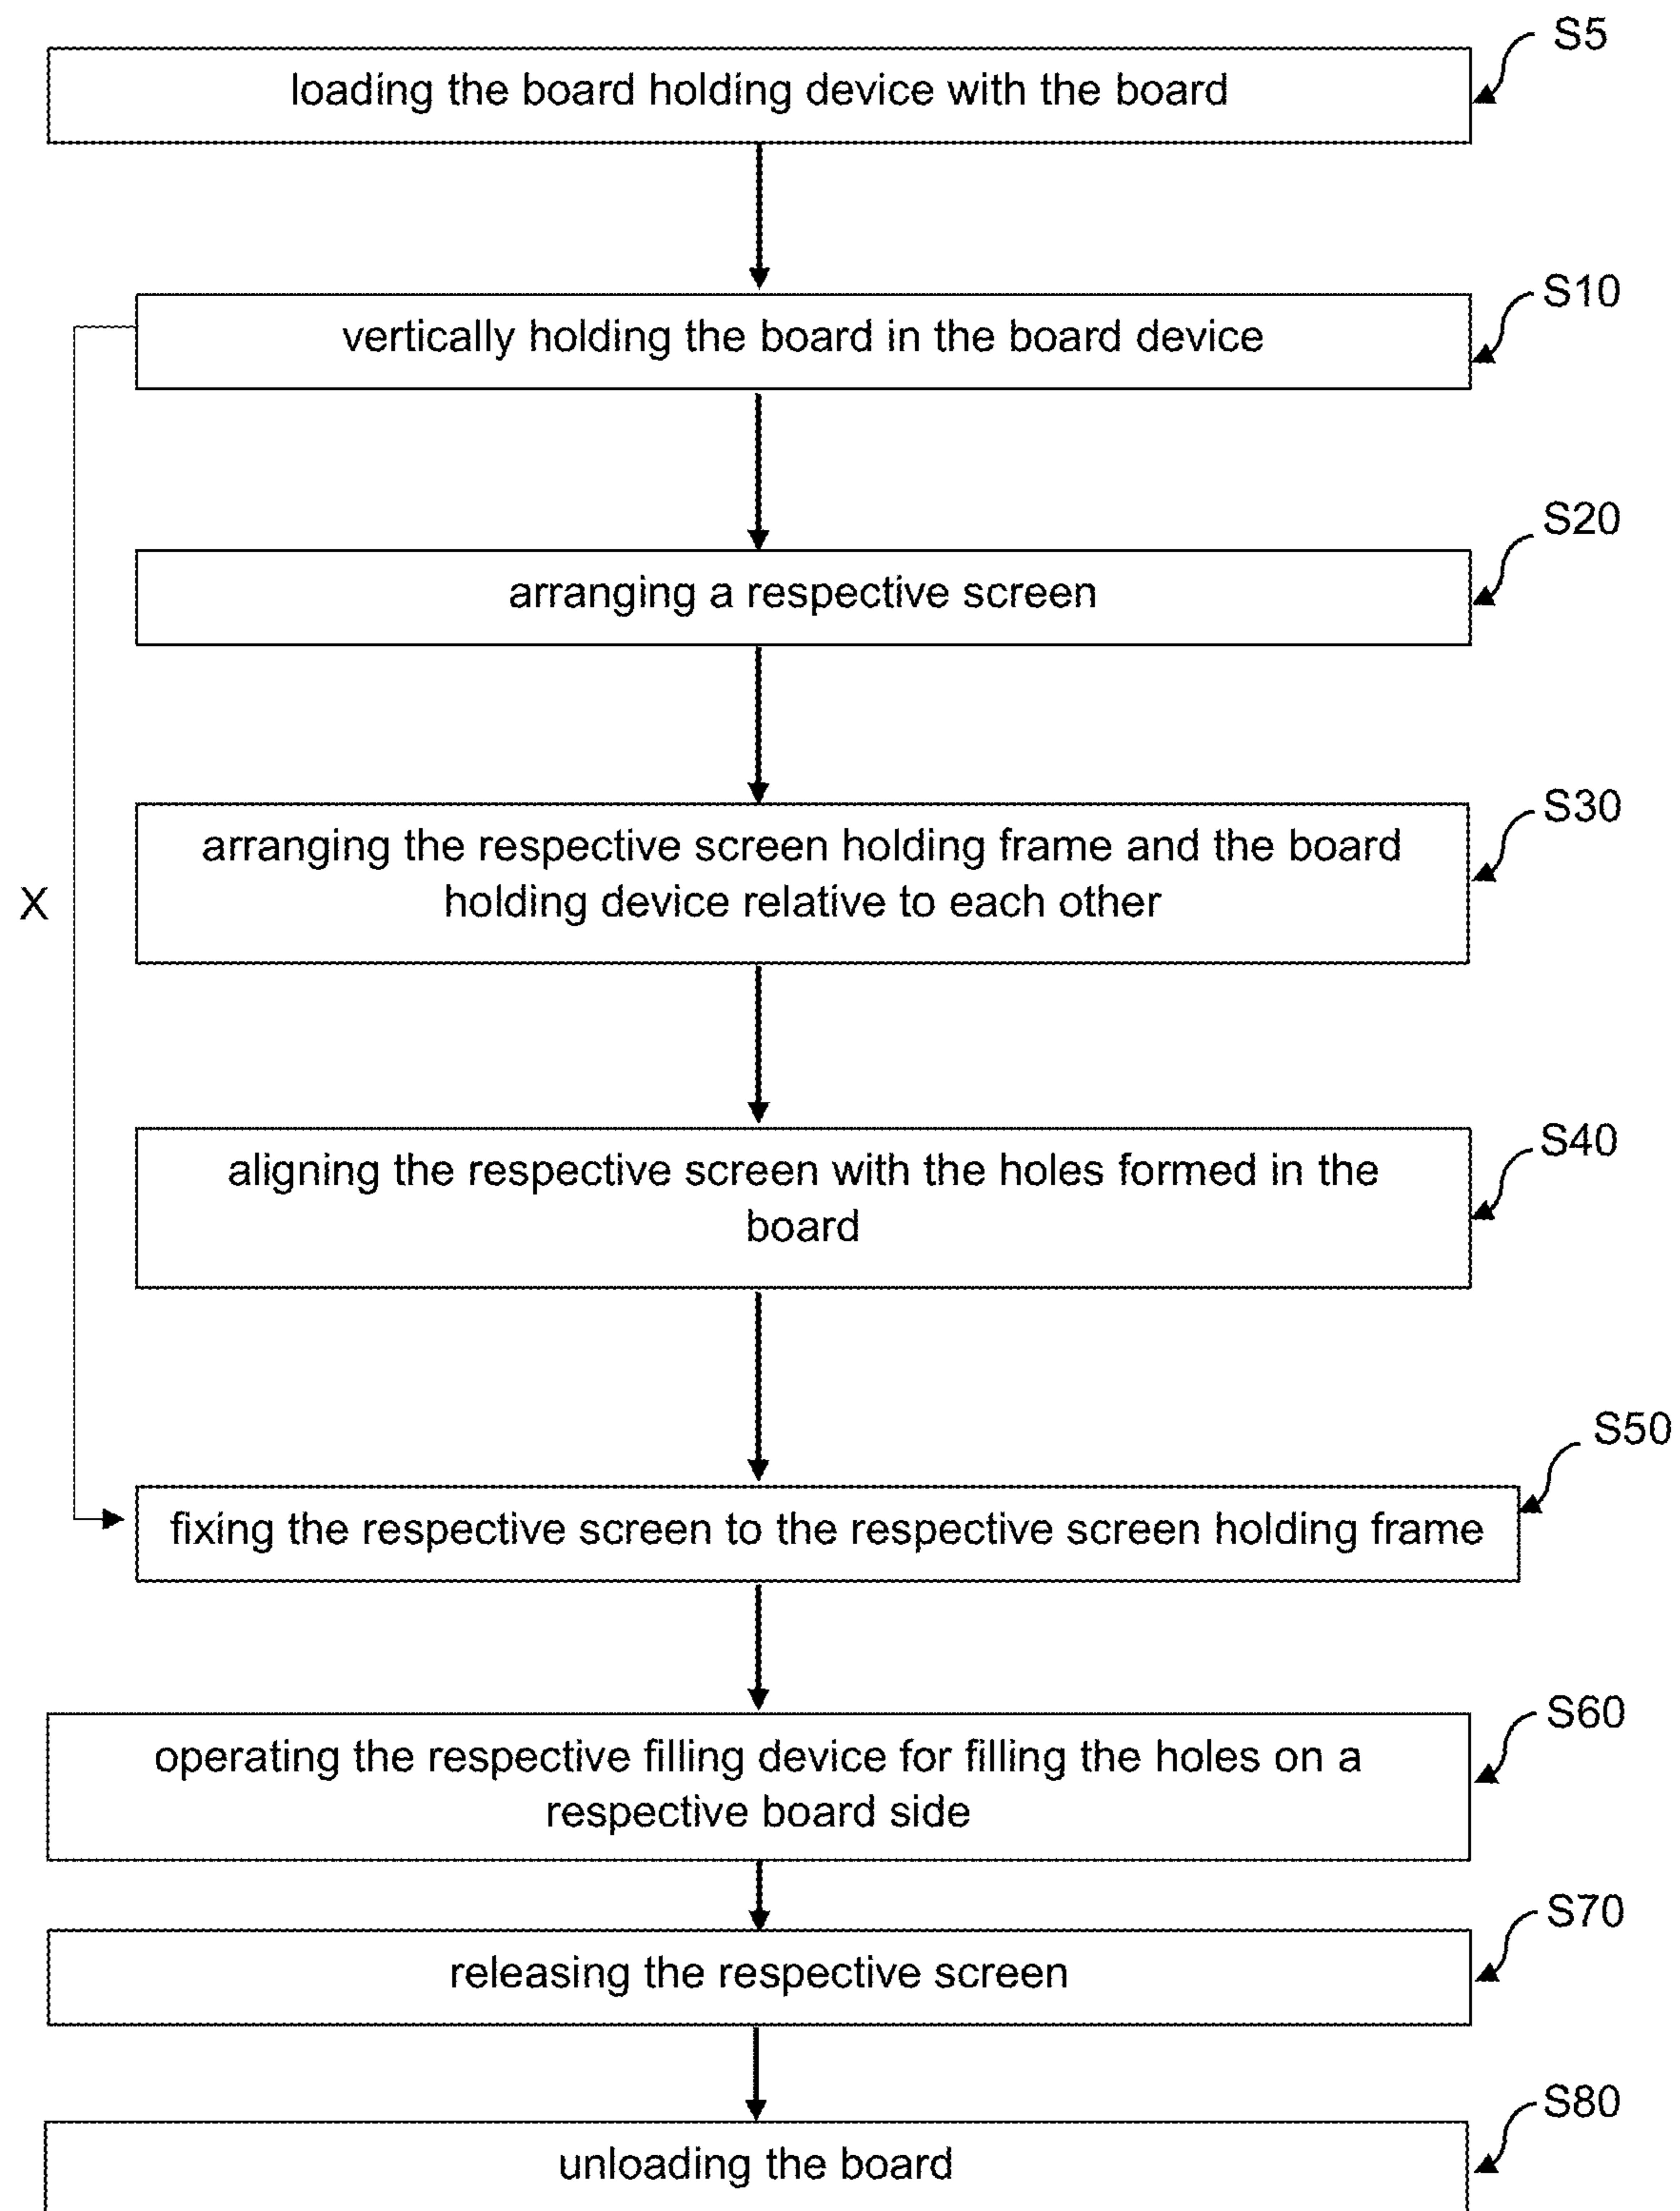 S5
loading the board holding device with the board
S10
vertically holding the board in the board device
S20
arranging a respective screen
S30
arranging the respective screen holding frame and the board
holding device relative to each other
X
S40
aligning the respective screen with the holes formed in the
board
S50
fixing the respective screen to the respective screen holding frame
S60
operating the respective filling device for filling the holes on a
respective board side
S70
releasing the respective screen
S80
unloading the board